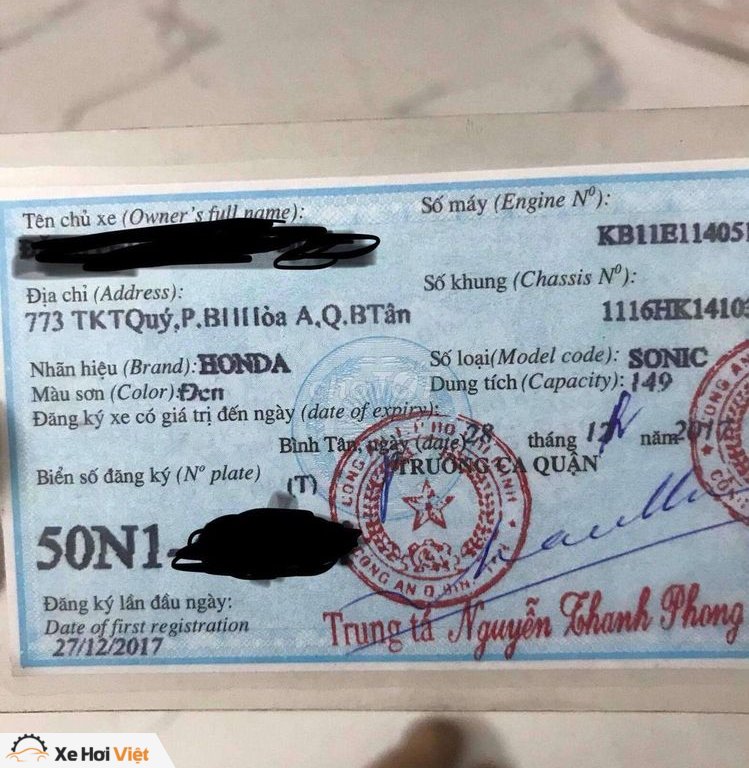 Tên chủ xe (Owner's full name):
Số máy (Engine N⁰):
KB11E114051
Địa chỉ (Address):
Số khung (Chassis N⁰):
773 TKTQuý,P.BIIIIòa A,Q.BTân
1116HK14103
Nhãn hiệu (Brand): HONDA
Số loại(Model code): SONIC
Màu sơn (Color): Đen
Dung tích (Capacity): 149
Đăng ký xe có giá trị đến ngày (date of expiry):
Bình Tân, ngày (date) 28 tháng 12 năm 2017
Biển số đăng ký (N⁰ plate)
(T)
TRƯỞNG CA QUẬN
50N1-
Đăng ký lần đầu ngày:
Date of first registration
27/12/2017
Trung tá Nguyễn Thanh Phong
Xe Hơi Việt